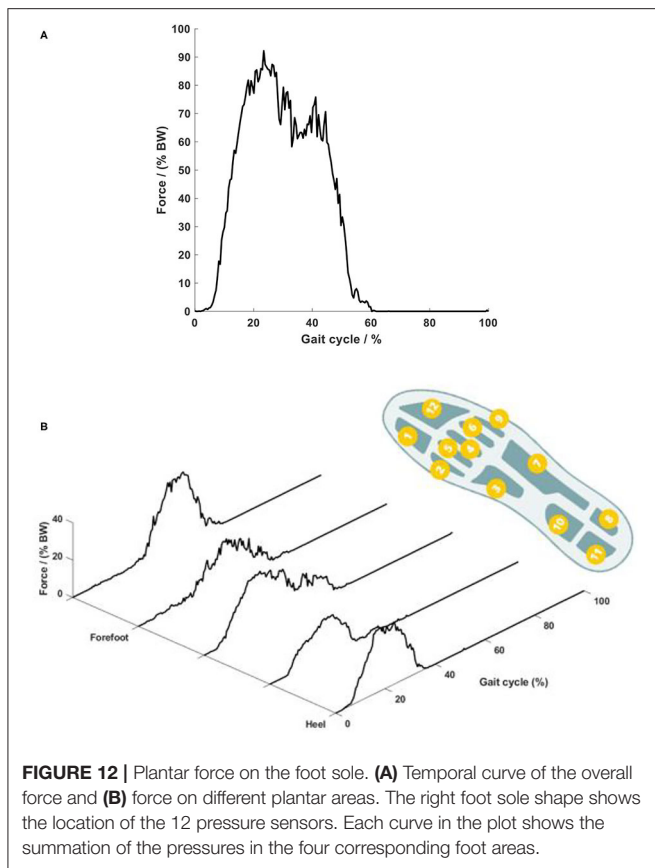 A
100
90
80
70
60
50
40
30
20
10
0
Force / (% BW)
0 20 40 60 80 100
Gait cycle / %
B
12 9 6 1 5 4 7 2 3 8 10 11
40
20
0
Force / (% BW)
Forefoot
Heel
0 20 40 60 80 100
Gait cycle (%)
FIGURE 12 | Plantar force on the foot sole. (A) Temporal curve of the overall
force and (B) force on different plantar areas. The right foot sole shape shows
the location of the 12 pressure sensors. Each curve in the plot shows the
summation of the pressures in the four corresponding foot areas.